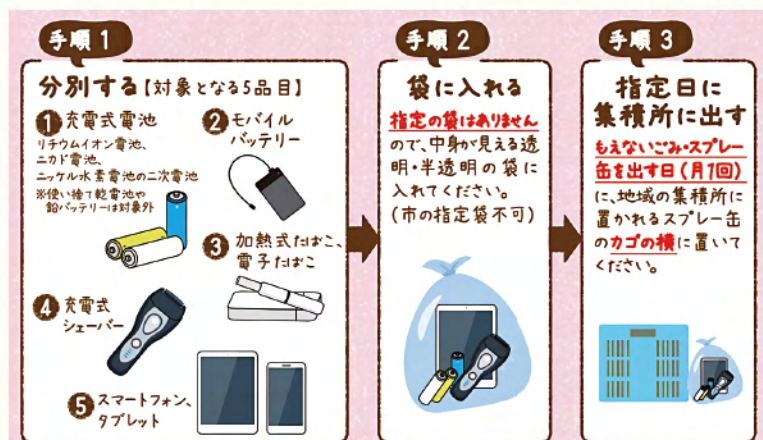 手順1
分別する【対象となる5品目】
1 充電式電池
リチウムイオン電池、
ニカド電池、
ニッケル水素電池の二次電池
※使い捨て乾電池や
鉛バッテリーは対象外
2 モバイル
バッテリー
3 加熱式たばこ、
電子たばこ
4 充電式
シェーバー
5 スマートフォン、
タブレット
手順2
袋に入れる
指定の袋はありません
ので、中身が見える透
明・半透明の袋に
入れてください。
(市の指定袋不可)
手順3
指定日に
集積所に出す
もえないごみ・スプレー
缶を出す日(月1回)
に、地域の集積所に
置かれるスプレー缶
のカゴの横に置いて
ください。